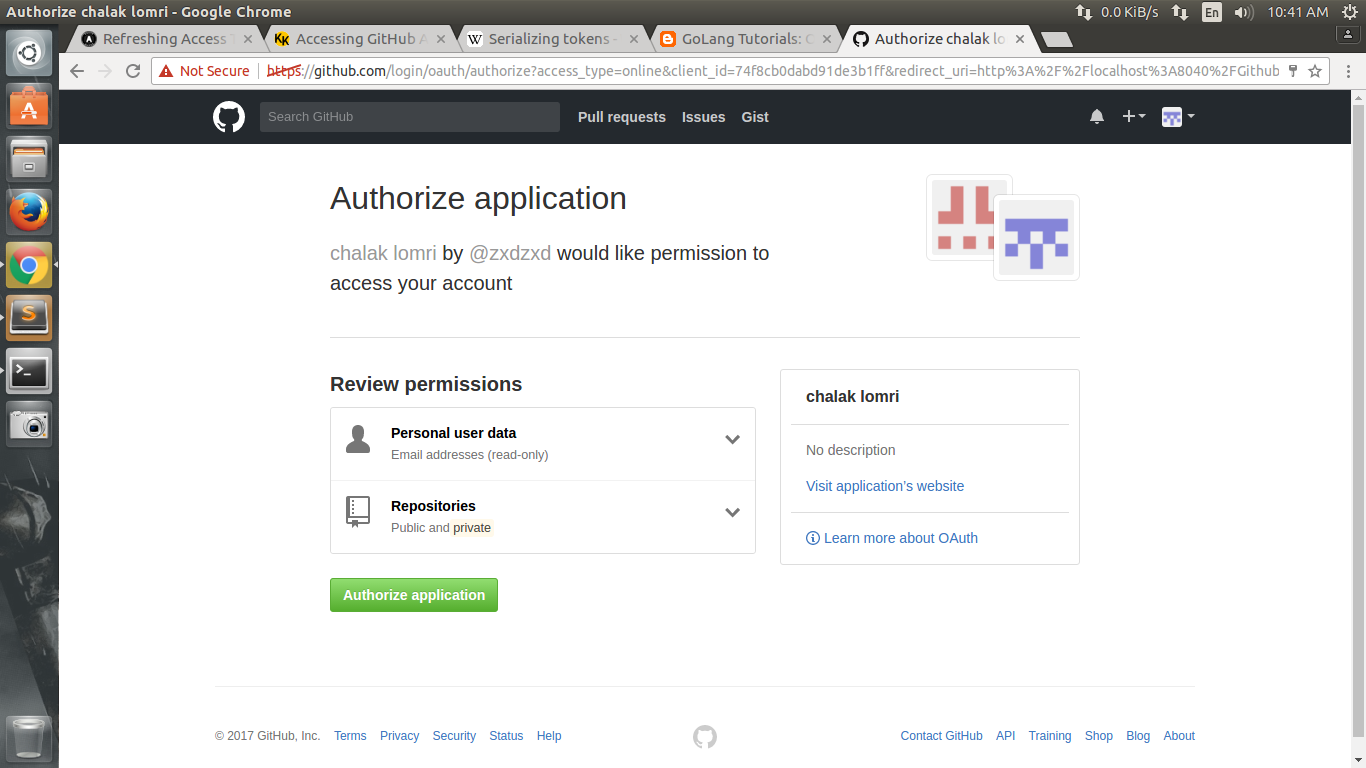 Authorize chalak lomri - Google Chrome
0.0 KiB/s
En
10:41 AM
Refreshing Access T
Accessing GitHub A
Serializing tokens -
GoLang Tutorials: C
Authorize chalak lo
Not Secure
https://github.com/login/oauth/authorize?access_type=online&client_id=74f8cb0dabd91de3b1ff&redirect_uri=http%3A%2F%2Flocalhost%3A8040%2FGithub
Search GitHub
Pull requests
Issues
Gist
Authorize application
chalak lomri by @zxdzxd would like permission to
access your account
Review permissions
Personal user data
Email addresses (read-only)
Repositories
Public and private
Authorize application
chalak lomri
No description
Visit application's website
Learn more about OAuth
© 2017 GitHub, Inc. Terms Privacy Security Status Help
Contact GitHub API Training Shop Blog About